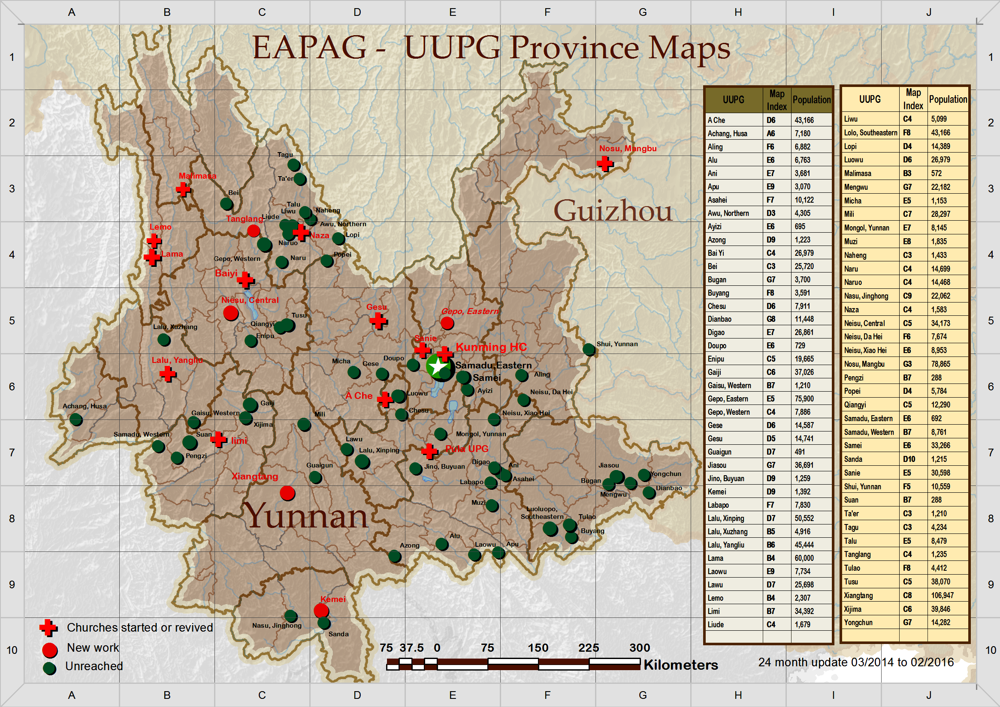 A B C D E F G H I J
EAPAG - UUPG Province Maps
1 1
2 2
3 3
4 4
5 5
6 6
7 7
8 8
9 9
10 10
Nosu, Mangbu
Tagu
Ta'er
Malimasa
Bei
Guizhou
Talu
Liwu
Naheng
Liude
Tanglang
Awu, Northern
Lemo
Naza
Lopi
Naruo
Lama
Popei
Gepo, Western
Naru
Baiyi
Niesu, Central
Gesu
Gepo, Eastern
Tusu
Qiangyi
Lalu, Xuzhang
Enipu
Sanie
Shui, Yunnan
Kunming HC
Lalu, Yangliu
Micha
Gese
Doupo
Samadu,Eastern
Samei
Aling
Ayizi
Luowu
Neisu, Da Hei
A Che
Achang, Husa
Gaiji
Chesu
Gaisu, Western
Mili
Neisu, Xiao Hei
Xijima
Samadu, Western
Suan
Mongol, Yunnan
Iimi
Lawu
Lalu, Xinping
Pula UPG
Pengzi
Digao
Ani
Guaigun
Jino, Buyuan
Jiasou
Yongchun
Xiangtang
Asahei
Labapo
Bugan
Dianbao
Mengwu
Muzi
Yunnan
Luoluopo,
Southeastern
Tulao
Buyang
Alu
Azong
Laowu
Apu
Kemei
Nasu, Jinghong
Sanda
Churches started or revived
New work
Unreached
75 37.5 0 75 150 225 300
Kilometers
UUPG Map Index Population
A Che D6 43,166
Achang, Husa A6 7,180
Aling F6 6,882
Alu E6 6,763
Ani E7 3,681
Apu E9 3,070
Asahei F7 10,122
Awu, Northern D3 4,305
Ayizi E6 695
Azong D9 1,223
Bai Yi C4 26,979
Bei C3 25,720
Bugan G7 3,700
Buyang F8 3,591
Chesu D6 7,911
Dianbao G8 11,448
Digao E7 26,861
Doupo E6 729
Enipu C5 19,665
Gaiji C6 37,026
Gaisu, Western B7 1,210
Gepo, Eastern E5 75,900
Gepo, Western C4 7,886
Gese D6 14,587
Gesu D5 14,741
Guaigun D7 491
Jiasou G7 36,691
Jino, Buyuan D9 1,259
Kemei D9 1,392
Labapo F7 7,830
Lalu, Xinping D7 50,552
Lalu, Xuzhang B5 4,916
Lalu, Yangliu B6 45,444
Lama B4 60,000
Laowu E9 7,734
Lawu D7 25,698
Lemo B4 2,307
Limi B7 34,392
Liude C4 1,679
UUPG Map Index Population
Liwu C4 5,099
Lolo, Southeastern F8 43,166
Lopi D4 14,389
Luowu D6 26,979
Malimasa B3 572
Mengwu G7 22,182
Micha E5 1,153
Mili C7 28,297
Mongol, Yunnan E7 8,145
Muzi E8 1,835
Naheng C3 1,433
Naru C4 14,699
Naruo C4 14,468
Nasu, Jinghong C9 22,062
Naza C4 1,583
Neisu, Central C5 34,173
Neisu, Da Hei F6 7,674
Neisu, Xiao Hei E6 8,953
Nosu, Mangbu G3 78,865
Pengzi B7 288
Popei D4 5,784
Qiangyi C5 12,290
Samadu, Eastern E6 692
Samadu, Western B7 8,761
Samei E6 33,266
Sanda D10 1,215
Sanie E5 30,598
Shui, Yunnan F5 10,559
Suan B7 288
Ta'er C3 1,210
Tagu C3 4,234
Talu E5 8,479
Tanglang C4 1,235
Tulao F8 4,412
Tusu C5 38,070
Xiangtang C8 106,947
Xijima C6 39,846
Yongchun G7 14,282
24 month update 03/2014 to 02/2016
A B C D E F G H I J